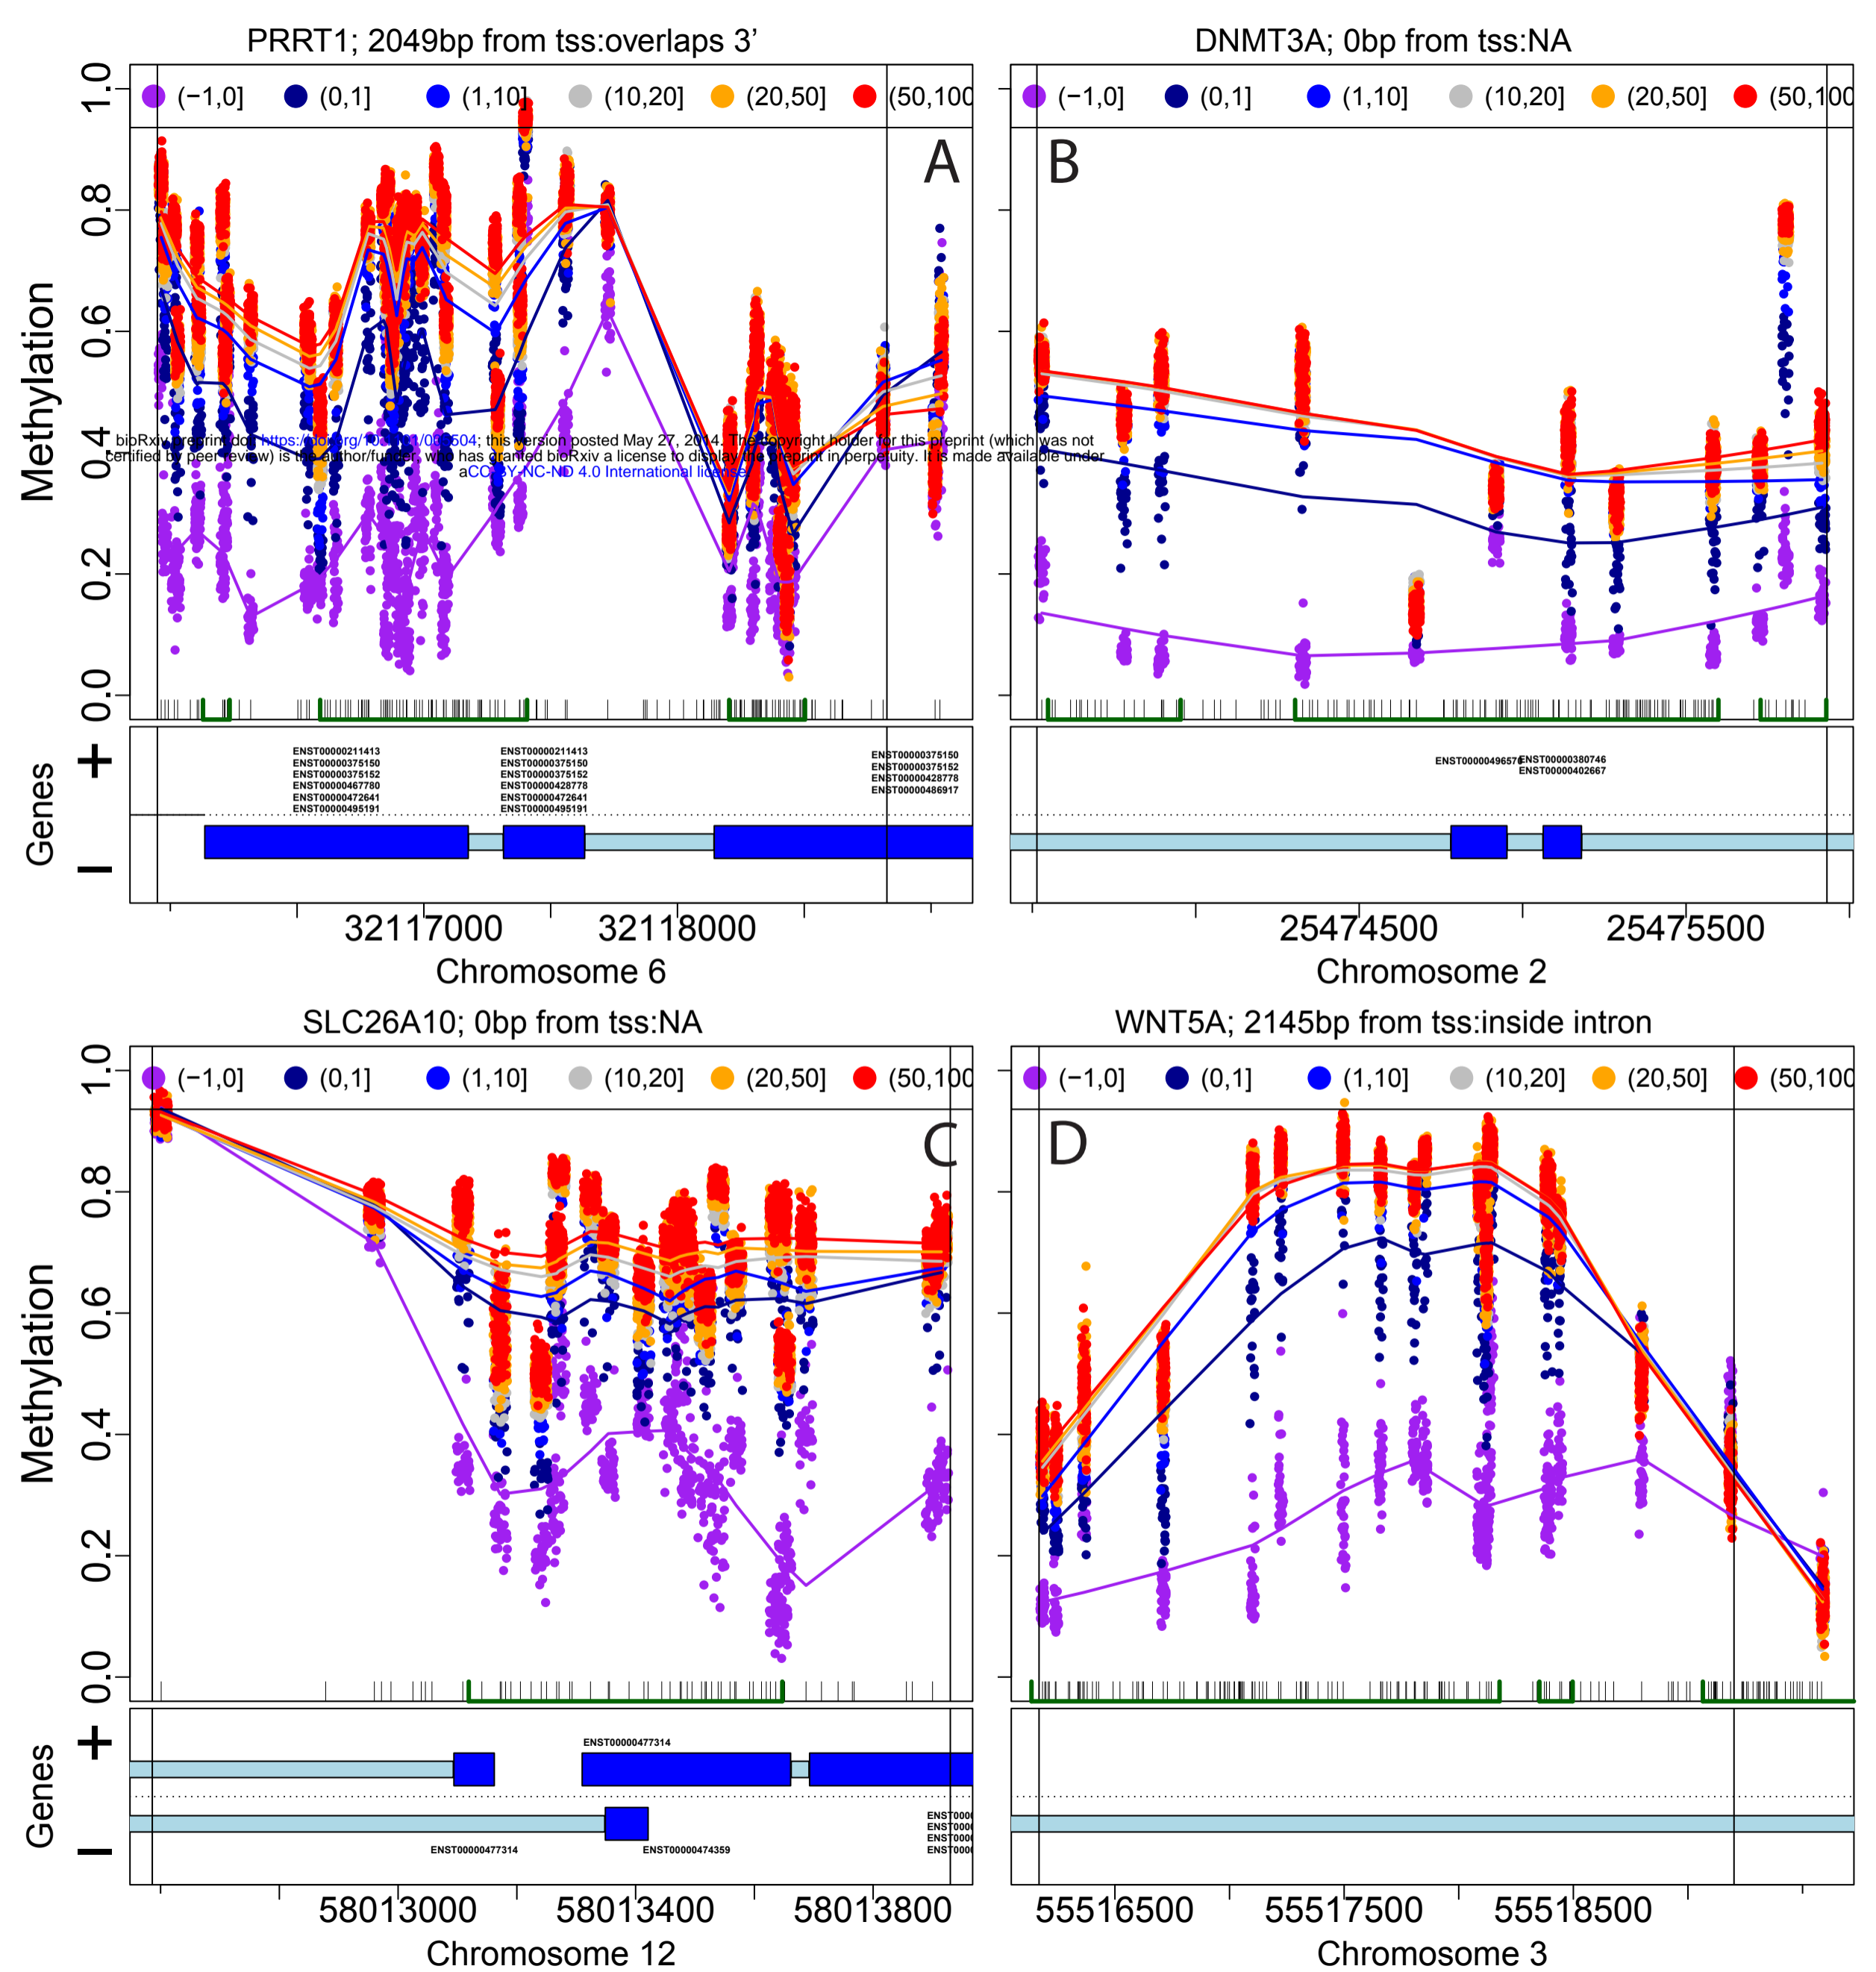 PRRT1; 2049bp from tss:overlaps 3’
(−1,0] (0,1] (1,10] (10,20] (20,50] (50,100
A
Methylation
0.0 0.2 0.4 0.6 0.8 1.0
bioRxiv preprint doi: https://doi.org/10. ; this version posted May 27, 2014. The copyright holder for this preprint (which was not
certified by peer review) is the author/funder, who has granted bioRxiv a license to display the preprint in perpetuity. It is made available under
aCC-BY-NC-ND 4.0 International license.
Genes
+
−
ENST00000211413
ENST00000375150
ENST00000375152
ENST00000467780
ENST00000472641
ENST00000495191
ENST00000211413
ENST00000375150
ENST00000375152
ENST00000428778
ENST00000472641
ENST00000495191
ENST00000375150
ENST00000375152
ENST00000428778
ENST00000486917
32117000 32118000
Chromosome 6
DNMT3A; 0bp from tss:NA
(−1,0] (0,1] (1,10] (10,20] (20,50] (50,100
B
ENST00000496570
ENST00000380746
ENST00000402667
25474500 25475500
Chromosome 2
SLC26A10; 0bp from tss:NA
(−1,0] (0,1] (1,10] (10,20] (20,50] (50,100
C
Methylation
0.0 0.2 0.4 0.6 0.8 1.0
Genes
+
−
ENST00000477314
ENST00000477314
ENST00000474359
ENST0000
ENST0000
ENST0000
ENST0000
58013000 58013400 58013800
Chromosome 12
WNT5A; 2145bp from tss:inside intron
(−1,0] (0,1] (1,10] (10,20] (20,50] (50,100
D
55516500 55517500 55518500
Chromosome 3